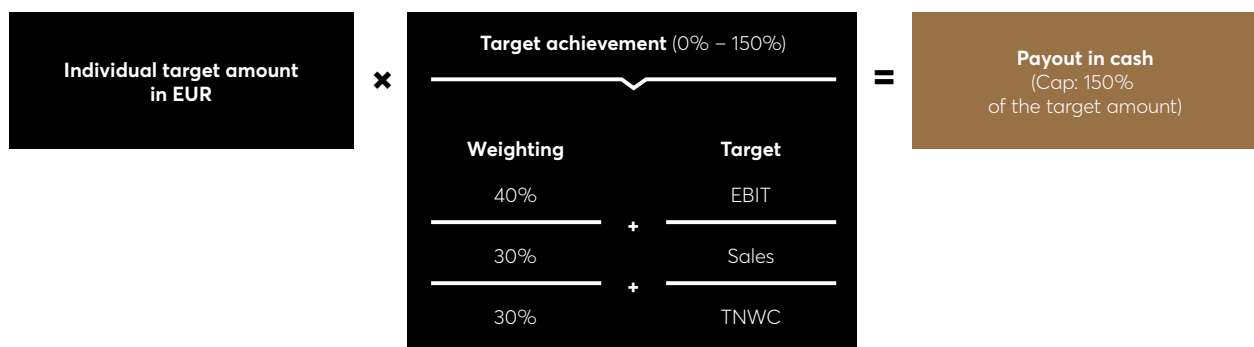 Individual target amount
in EUR
×
Target achievement (0% – 150%)
=
Payout in cash
(Cap: 150%
of the target amount)
Weighting Target
40% EBIT
+
30% Sales
+
30% TNWC